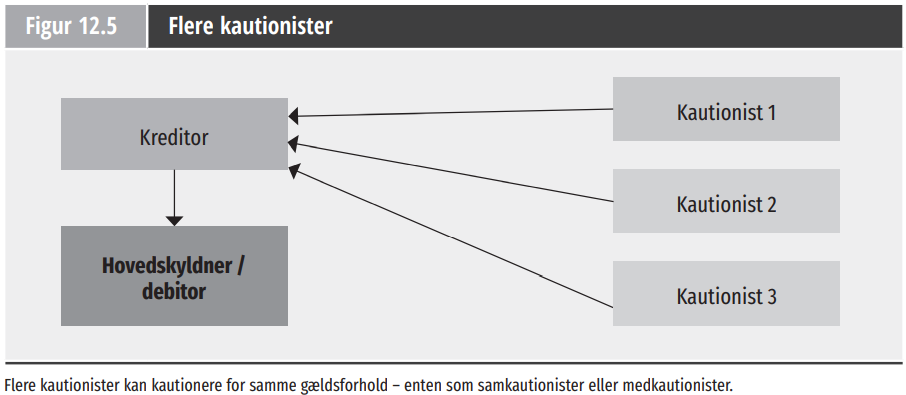 Figur 12.5 Flere kautionister
Kreditor
Kautionist 1
Kautionist 2
Hovedskyldner /
debitor
Kautionist 3
Flere kautionister kan kautionere for samme gældsforhold – enten som samkautionister eller medkautionister.